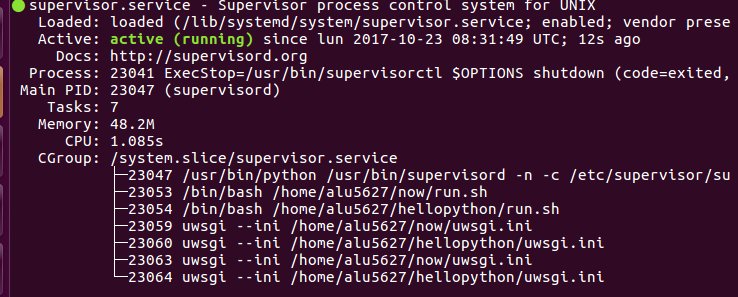 ●supervisor.service - Supervisor process control system for UNIX
   Loaded: loaded (/lib/systemd/system/supervisor.service; enabled; vendor prese
   Active: active (running) since lun 2017-10-23 08:31:49 UTC; 12s ago
     Docs: http://supervisord.org
  Process: 23041 ExecStop=/usr/bin/supervisorctl $OPTIONS shutdown (code=exited,
 Main PID: 23047 (supervisord)
    Tasks: 7
   Memory: 48.2M
      CPU: 1.085s
   CGroup: /system.slice/supervisor.service
           ├─23047 /usr/bin/python /usr/bin/supervisord -n -c /etc/supervisor/su
           ├─23053 /bin/bash /home/alu5627/now/run.sh
           ├─23054 /bin/bash /home/alu5627/hellopython/run.sh
           ├─23059 uwsgi --ini /home/alu5627/now/uwsgi.ini
           ├─23060 uwsgi --ini /home/alu5627/hellopython/uwsgi.ini
           ├─23063 uwsgi --ini /home/alu5627/now/uwsgi.ini
           └─23064 uwsgi --ini /home/alu5627/hellopython/uwsgi.ini